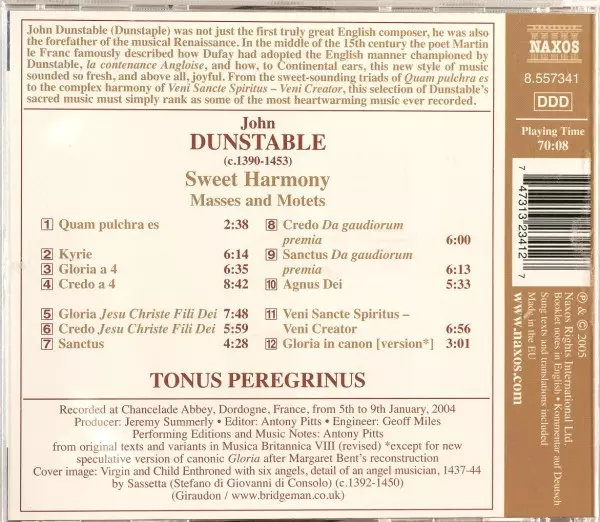 John Dunstable (Dunstaple) was not just the first truly great English composer, he was also
the forefather of the musical Renaissance. In the middle of the 15th century the poet Martin
le Franc famously described how Dufay had adopted the English manner championed by
Dunstable, la contenance Angloise, and how, to Continental ears, this new style of music
sounded so fresh, and above all, joyful. From the sweet-sounding triads of Quam pulchra es
to the complex harmony of Veni Sancte Spiritus – Veni Creator, this selection of Dunstable's
sacred music must simply rank as some of the most heartwarming music ever recorded.
John
DUNSTABLE
(c.1390-1453)
Sweet Harmony
Masses and Motets
1 Quam pulchra es 2:38
2 Kyrie 6:14
3 Gloria a 4 6:35
4 Credo a 4 8:42
5 Gloria Jesu Christe Fili Dei 7:48
6 Credo Jesu Christe Fili Dei 5:59
7 Sanctus 4:28
8 Credo Da gaudiorum
premia 6:00
9 Sanctus Da gaudiorum
premia 6:13
10 Agnus Dei 5:33
11 Veni Sancte Spiritus –
Veni Creator 6:56
12 Gloria in canon [version*] 3:01
TONUS PEREGRINUS
Recorded at Chancelade Abbey, Dordogne, France, from 5th to 9th January, 2004
Producer: Jeremy Summerly • Editor: Antony Pitts • Engineer: Geoff Miles
Performing Editions and Music Notes: Antony Pitts
from original texts and variants in Musica Britannica VIII (revised) *except for new
speculative version of canonic Gloria after Margaret Bent's reconstruction
Cover image: Virgin and Child Enthroned with six angels, detail of an angel musician, 1437-44
by Sassetta (Stefano di Giovanni di Consolo) (c.1392-1450)
(Giraudon / www.bridgeman.co.uk)
NAXOS
8.557341
DDD
Playing Time
70:08
7 47313 23412 7
℗ & © 2005
Naxos Rights International Ltd.
Booklet notes in English • Kommentar auf Deutsch
Sung texts and translations included
Made in the EU
www.naxos.com